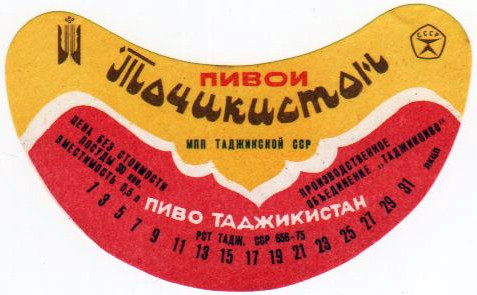 СССР
ПИВОИ
Тоҷикистон
МПП ТАДЖИКСКОЙ ССР
ЦЕНА БЕЗ СТОИМОСТИ
ПОСУДЫ 30 коп.
ВМЕСТИМОСТЬ 0,5 л
ПРОИЗВОДСТВЕННОЕ
ОБЪЕДИНЕНИЕ „ТАДЖИКПИВО"
ПИВО ТАДЖИКИСТАН
РСТ ТАДЖ. ССР 656-75
1 3 5 7 9 11 13 15 17 19 21 23 25 27 29 31